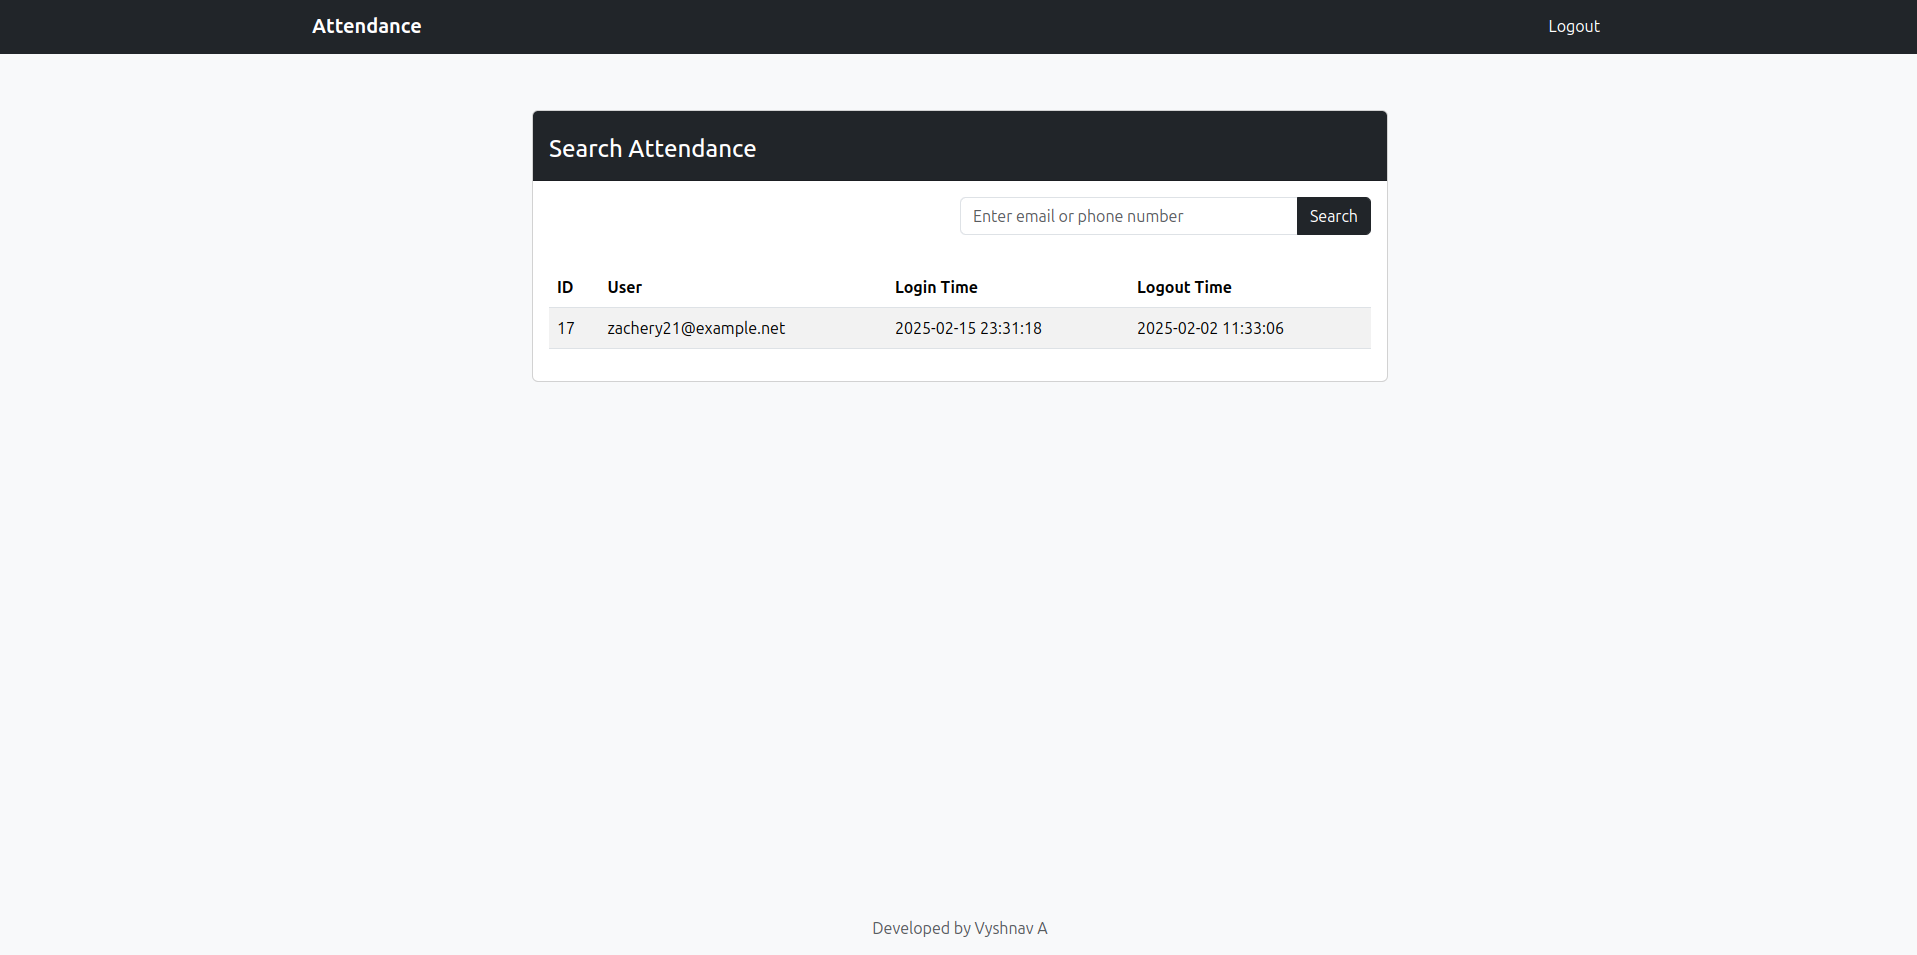 Attendance Logout
Search Attendance
Enter email or phone number Search
ID User Login Time Logout Time
17 zachery21@example.net 2025-02-15 23:31:18 2025-02-02 11:33:06
Developed by Vyshnav A